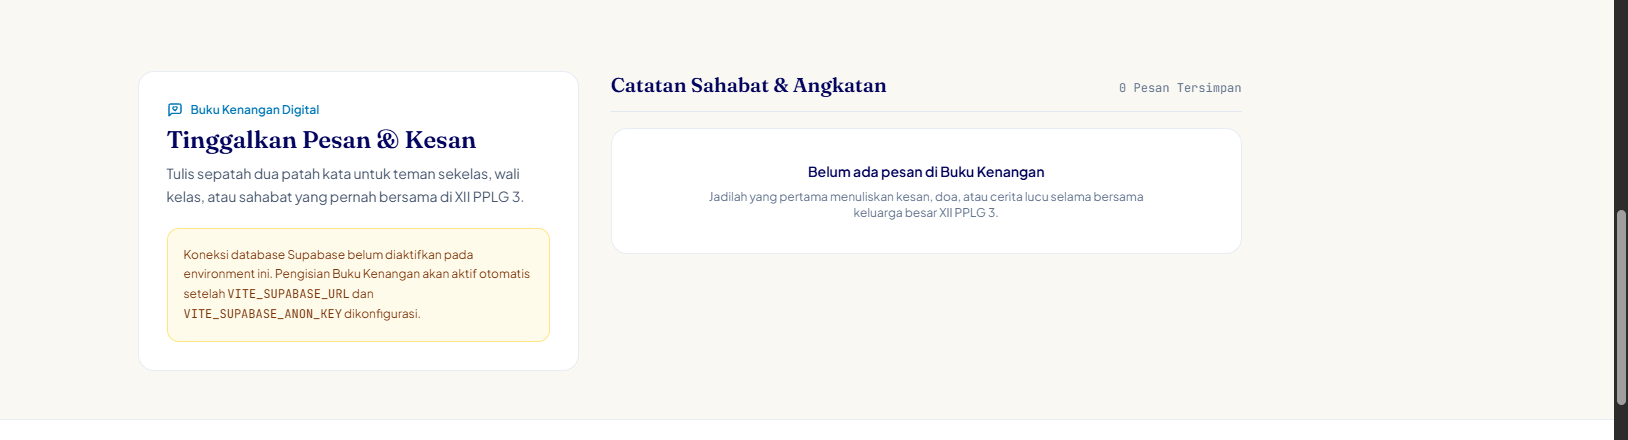 Buku Kenangan Digital
Tinggalkan Pesan & Kesan
Tulis sepatah dua patah kata untuk teman sekelas, wali
kelas, atau sahabat yang pernah bersama di XII PPLG 3.
Koneksi database Supabase belum diaktifkan pada
environment ini. Pengisian Buku Kenangan akan aktif otomatis
setelah VITE_SUPABASE_URL dan
VITE_SUPABASE_ANON_KEY dikonfigurasi.
Catatan Sahabat & Angkatan
0 Pesan Tersimpan
Belum ada pesan di Buku Kenangan
Jadilah yang pertama menuliskan kesan, doa, atau cerita lucu selama bersama
keluarga besar XII PPLG 3.